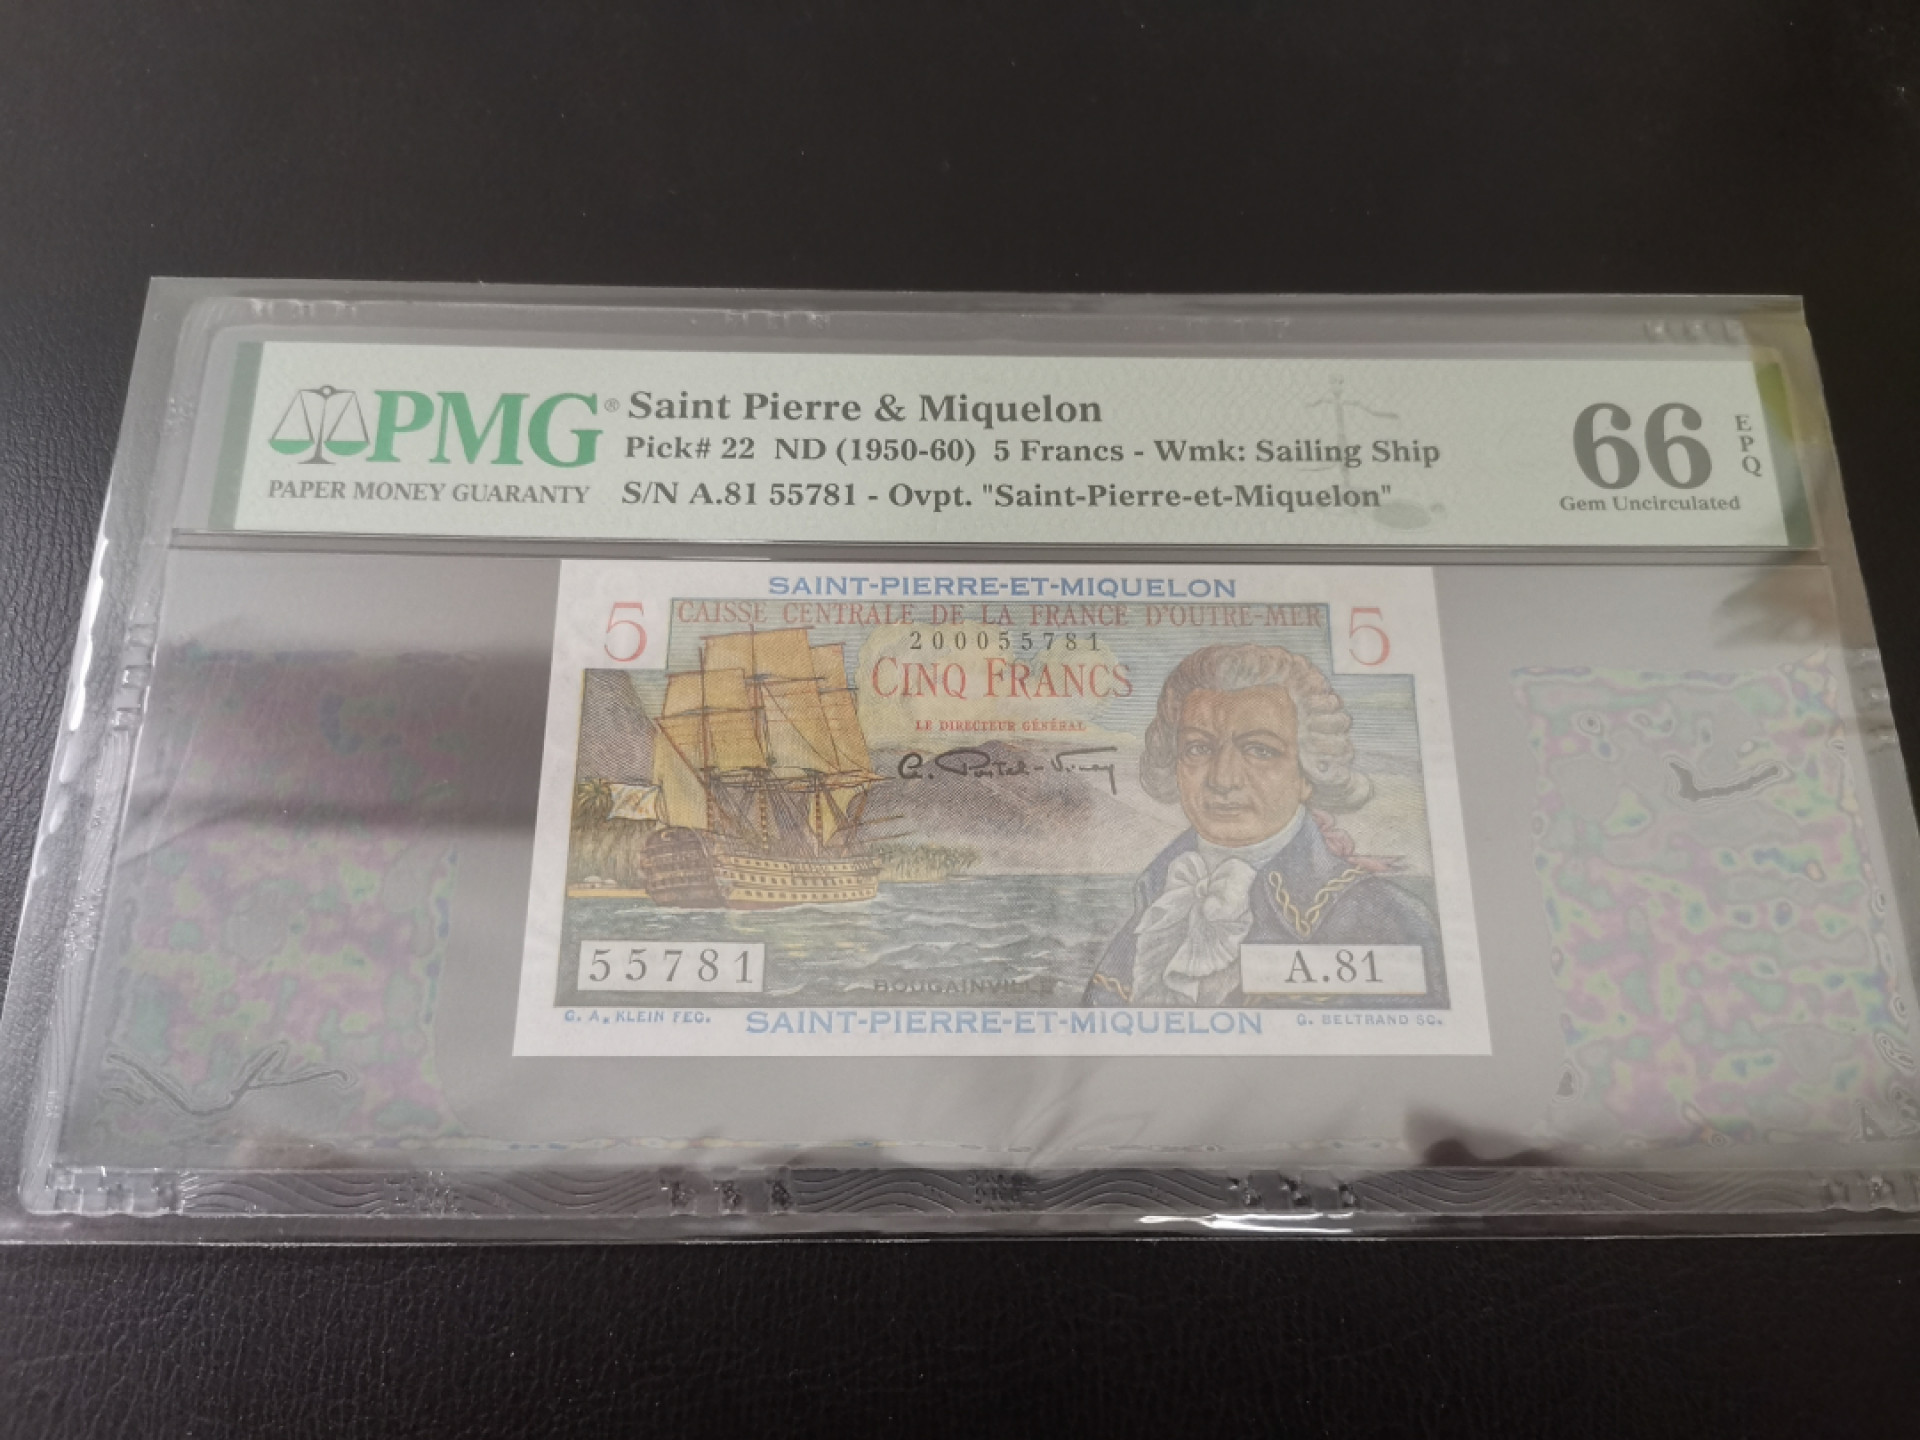 PMG®
PAPER MONEY GUARANTY
Saint Pierre & Miquelon
Pick# 22 ND (1950-60) 5 Francs - Wmk: Sailing Ship
S/N A.81 55781 - Ovpt. "Saint-Pierre-et-Miquelon"
66
EPQ
Gem Uncirculated
SAINT-PIERRE-ET-MIQUELON
5 CAISSE CENTRALE DE LA FRANCE D'OUTRE-MER 5
200055781
CINQ FRANCS
LE DIRECTEUR GÉNÉRAL
A. Postel-Vinay
55781
BOUGAINVILLE
A.81
G. A. KLEIN FEC.
SAINT-PIERRE-ET-MIQUELON
G. BELTRAND SC.